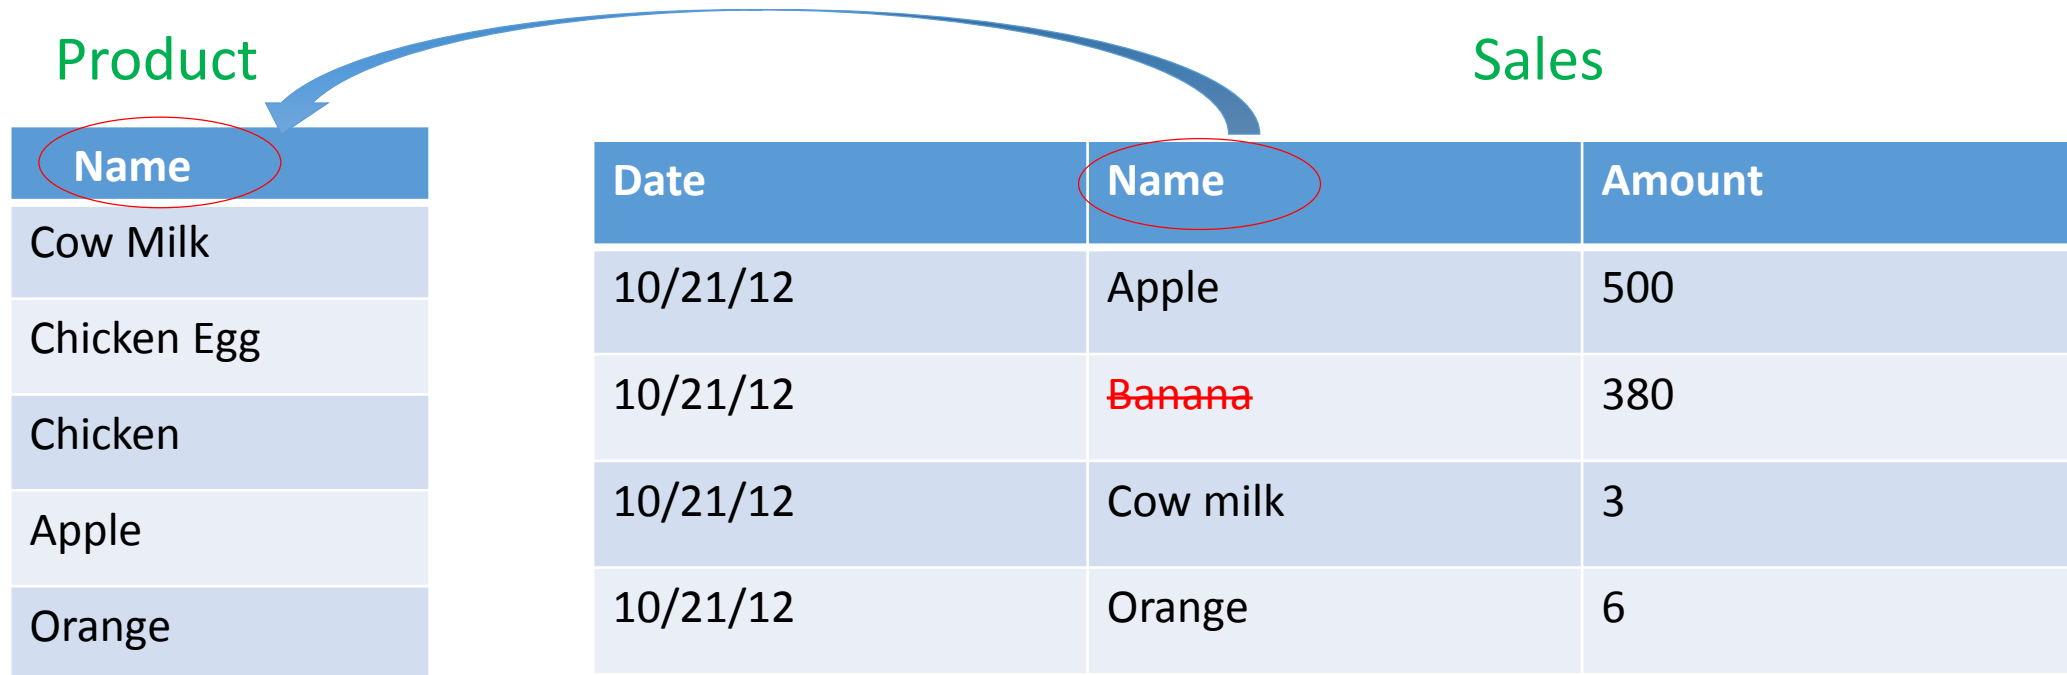 Product
Sales
Name
Cow Milk
Chicken Egg
Chicken
Apple
Orange
Date Name Amount
10/21/12 Apple 500
10/21/12 Banana 380
10/21/12 Cow milk 3
10/21/12 Orange 6